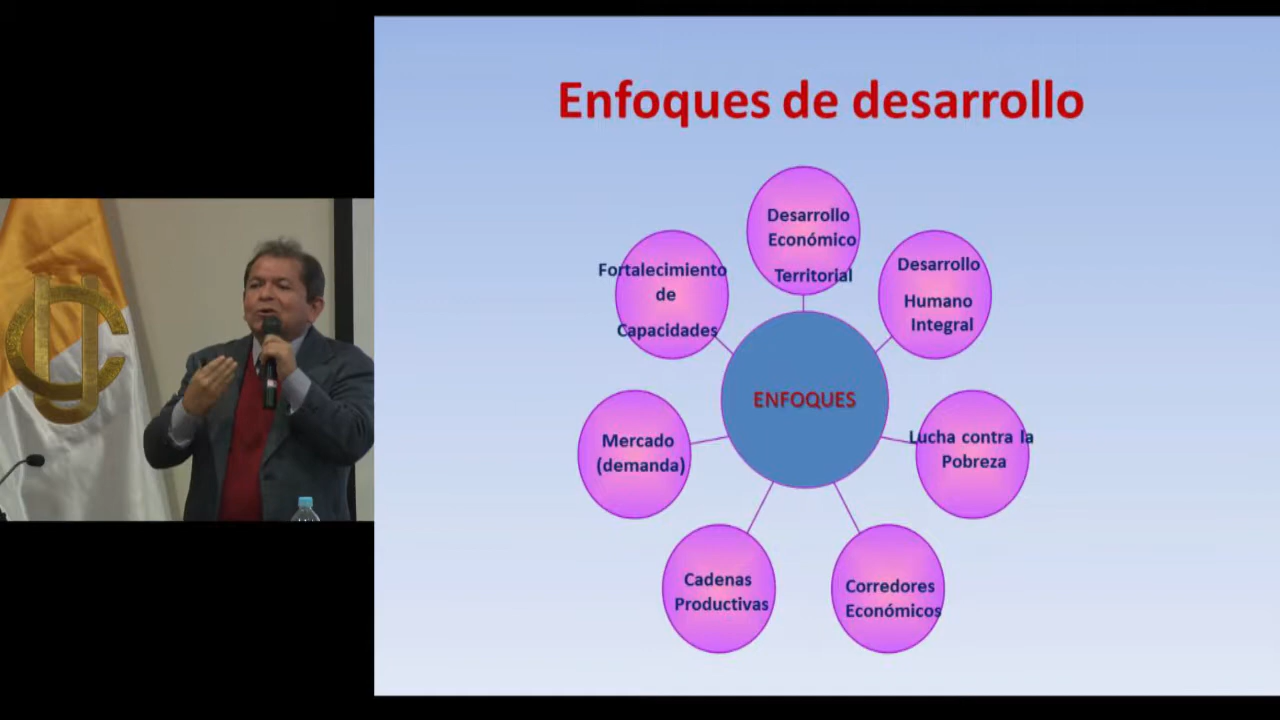 Enfoques de desarrollo
Desarrollo
Económico
Territorial
Desarrollo
Humano
Integral
Lucha contra la
Pobreza
Corredores
Económicos
Cadenas
Productivas
Mercado
(demanda)
Fortalecimiento
de
Capacidades
ENFOQUES